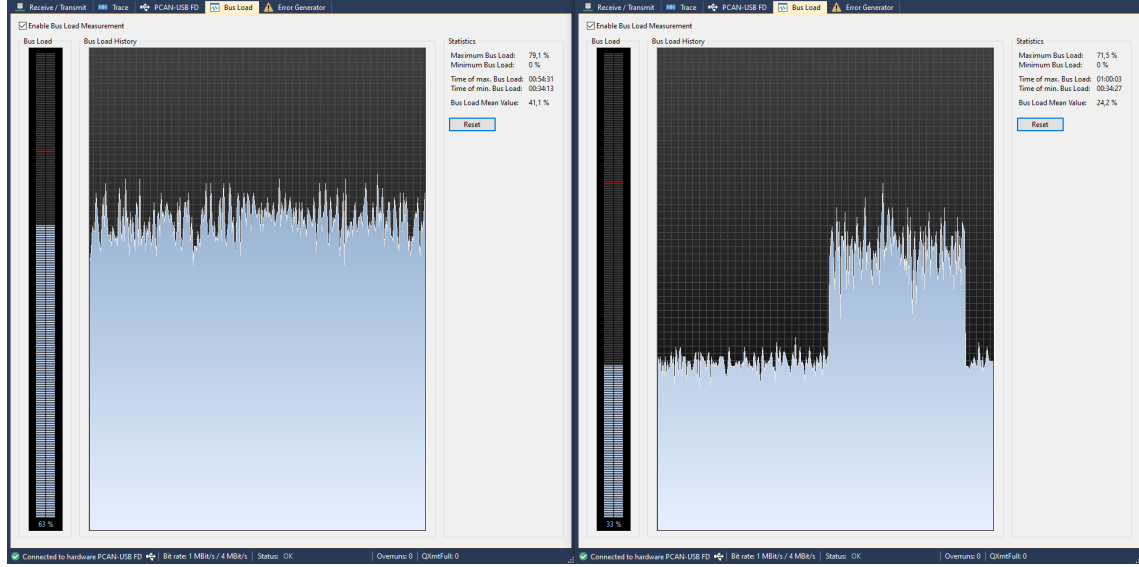 Receive / Transmit Trace PCAN-USB FD Bus Load Error Generator
Enable Bus Load Measurement
Bus Load Bus Load History Statistics
Maximum Bus Load: 79,1 %
Minimum Bus Load: 0 %
Time of max. Bus Load: 00:54:31
Time of min. Bus Load: 00:34:13
Bus Load Mean Value: 41,1 %
Reset
63 %
Connected to hardware PCAN-USB FD Bit rate: 1 MBit/s / 4 MBit/s Status: OK Overruns: 0 QXmtFull: 0
Receive / Transmit Trace PCAN-USB FD Bus Load Error Generator
Enable Bus Load Measurement
Bus Load Bus Load History Statistics
Maximum Bus Load: 71,5 %
Minimum Bus Load: 0 %
Time of max. Bus Load: 01:00:03
Time of min. Bus Load: 00:34:27
Bus Load Mean Value: 24,2 %
Reset
33 %
Connected to hardware PCAN-USB FD Bit rate: 1 MBit/s / 4 MBit/s Status: OK Overruns: 0 QXmtFull: 0